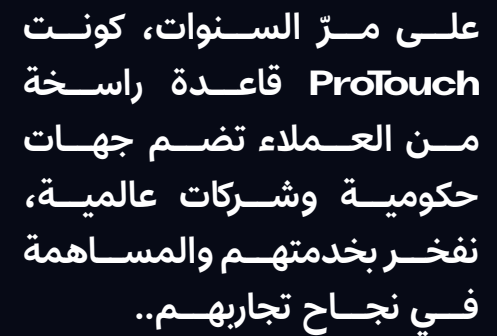 على مرّ السنوات، كونت
ProTouch قاعدة راسخة
من العملاء تضم جهات
حكومية وشركات عالمية،
نفخر بخدمتهم والمساهمة
في نجاح تجاربهم..